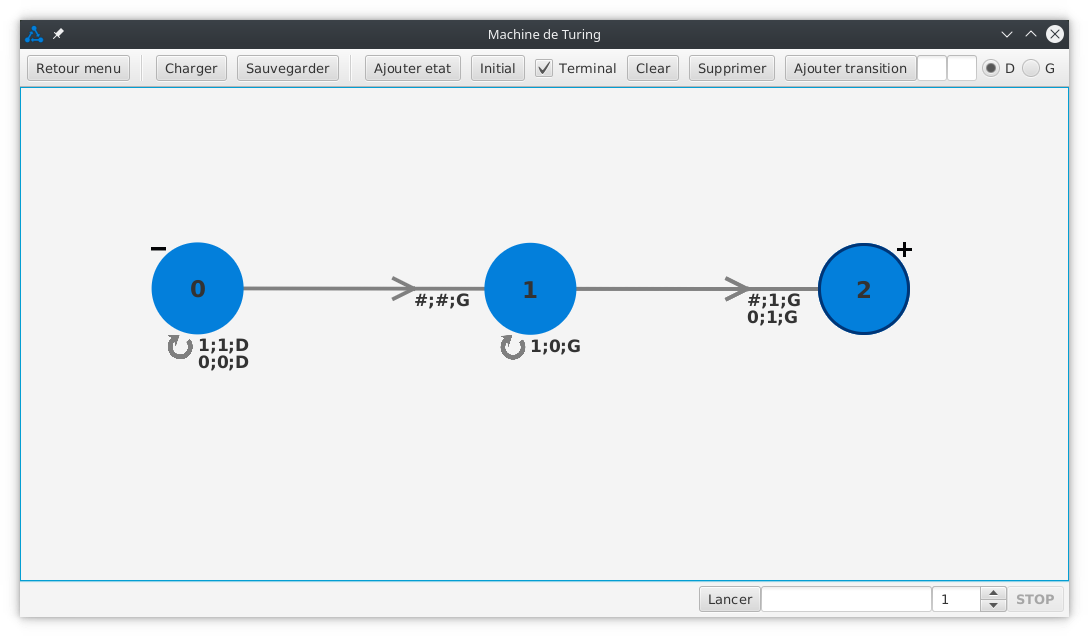 Machine de Turing
Retour menu Charger Sauvegarder Ajouter etat Initial Terminal Clear Supprimer Ajouter transition D G
− +
0 1 2
#;#;G
#;1;G
0;1;G
1;1;D
0;0;D
1;0;G
Lancer 1 STOP